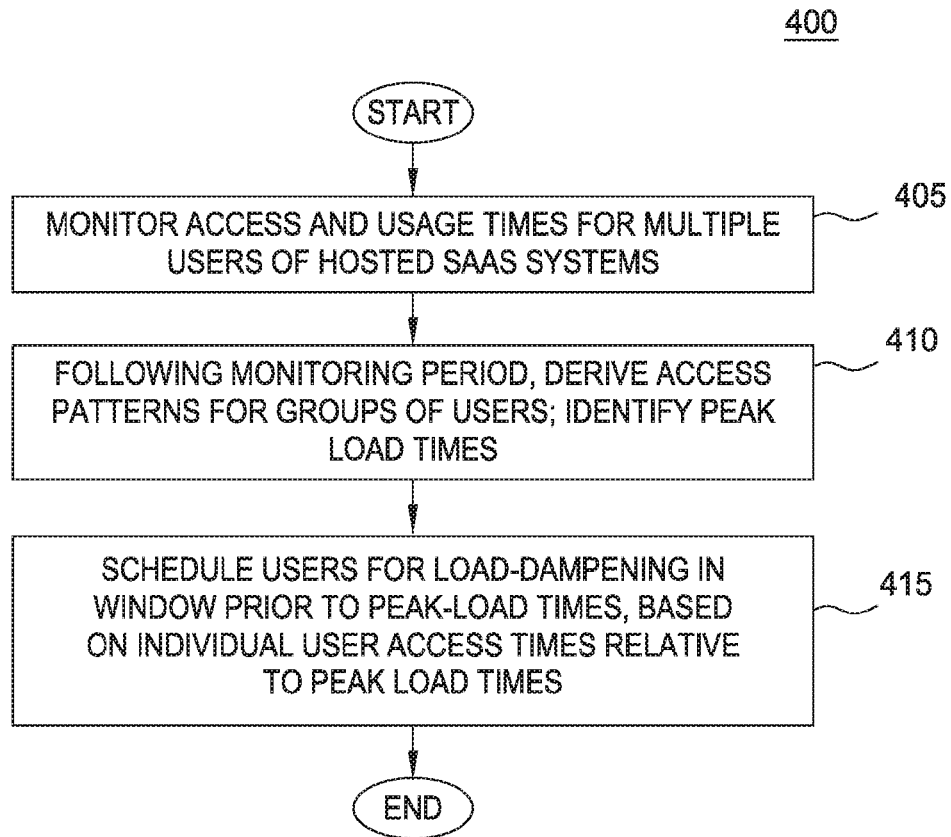 400
START
MONITOR ACCESS AND USAGE TIMES FOR MULTIPLE
USERS OF HOSTED SAAS SYSTEMS
405
FOLLOWING MONITORING PERIOD, DERIVE ACCESS
PATTERNS FOR GROUPS OF USERS; IDENTIFY PEAK
LOAD TIMES
410
SCHEDULE USERS FOR LOAD-DAMPENING IN
WINDOW PRIOR TO PEAK-LOAD TIMES, BASED
ON INDIVIDUAL USER ACCESS TIMES RELATIVE
TO PEAK LOAD TIMES
415
END